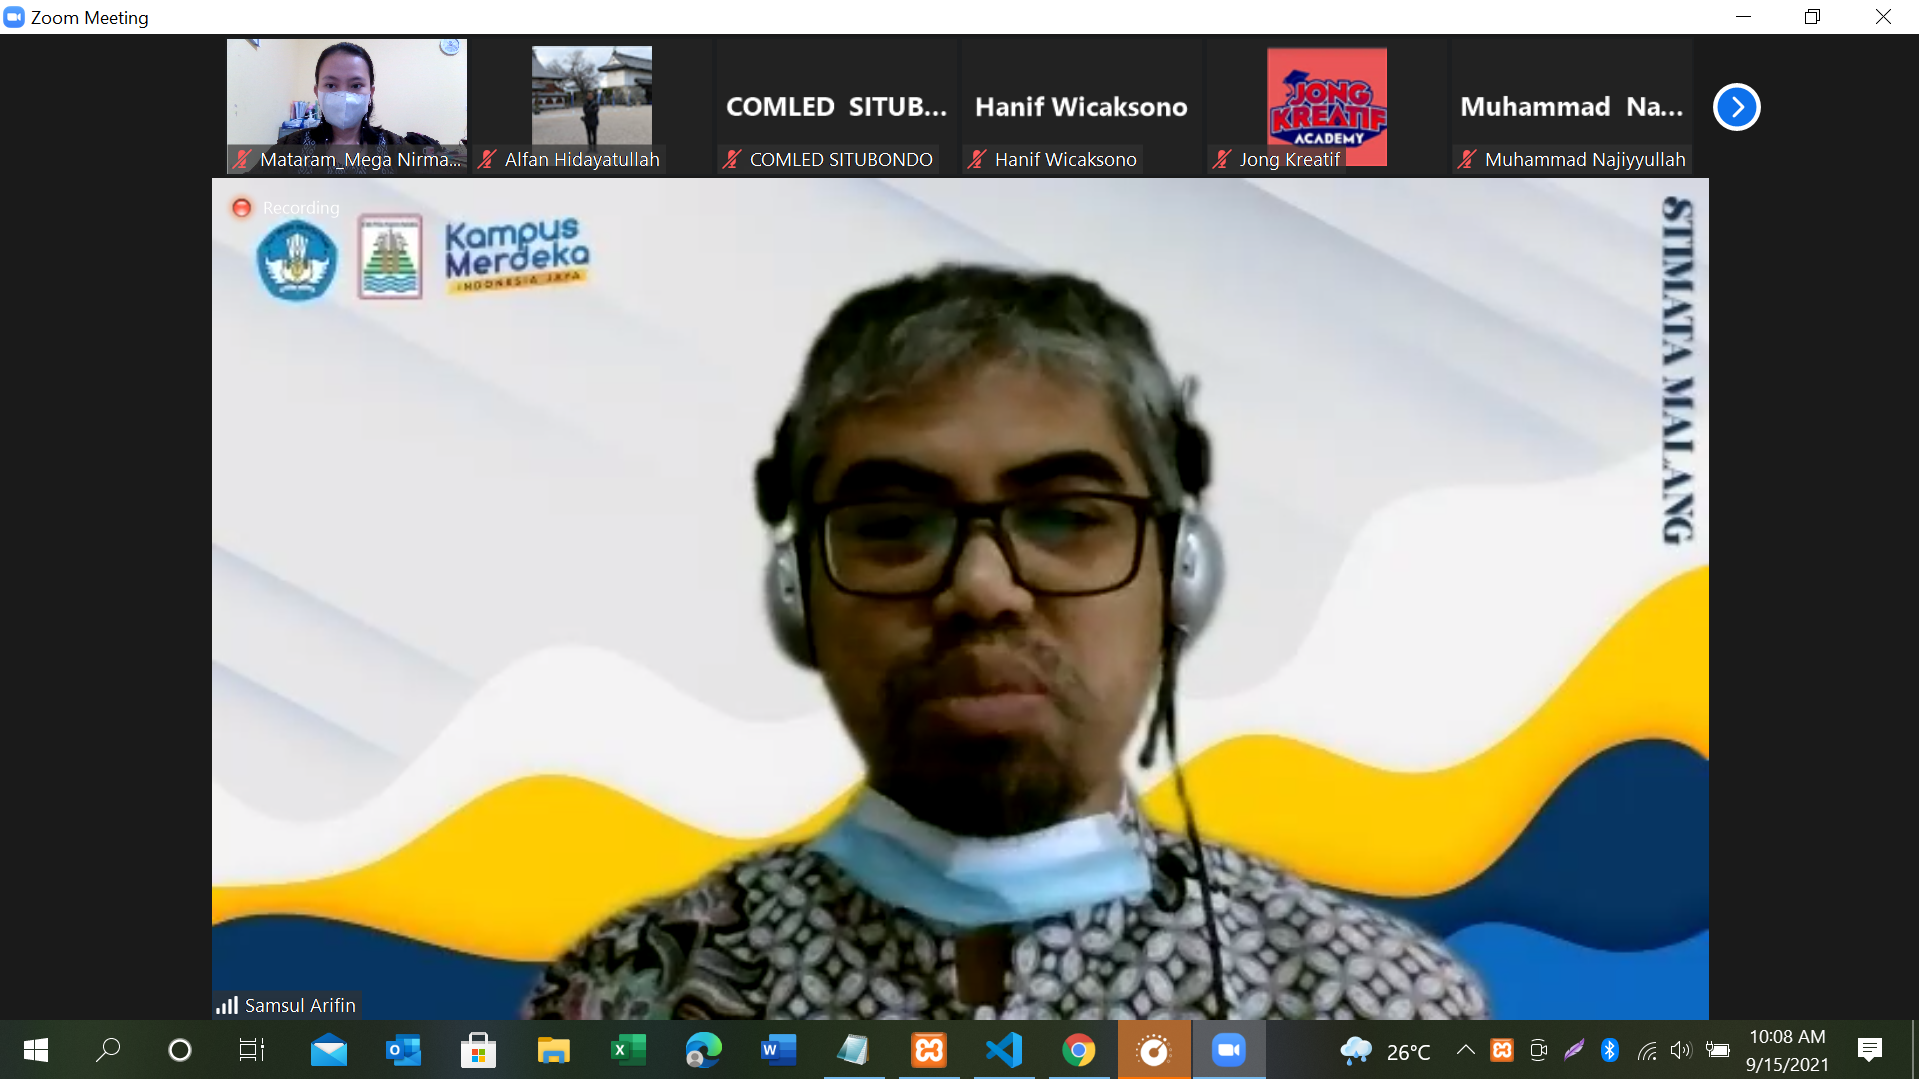 Zoom Meeting
COMLED SITUB...
Hanif Wicaksono
JONG
KREATIF
ACADEMY
Muhammad Na...
Mataram_Mega Nirma...
Alfan Hidayatullah
COMLED SITUBONDO
Hanif Wicaksono
Jong Kreatif
Muhammad Najiyyullah
Recording
Kampus
Merdeka
INDONESIA JAYA
STIMATA MALANG
Samsul Arifin
26°C
10:08 AM
9/15/2021